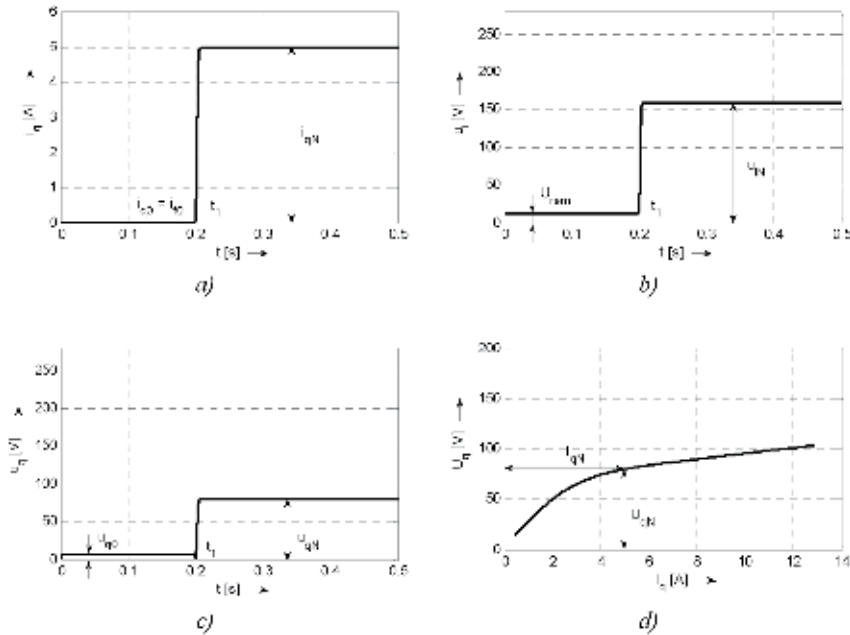 6
5
4
3
2
1
0
i_q [A]
i_q0 = i_f0
t_1
i_qN
0 0.1 0.2 0.3 0.4 0.5
t [s]
a)
250
200
150
100
50
0
[V]
U_rem
t_1
0 0.1 0.2 0.3 0.4 0.5
t [s]
b)
250
200
150
100
50
0
u_q [V]
u_q0
t_1
u_qN
0 0.1 0.2 0.3 0.4 0.5
t [s]
c)
200
150
100
50
0
U_q [V]
I_qN
U_qN
0 2 4 6 8 10 12 14
I_q [A]
d)